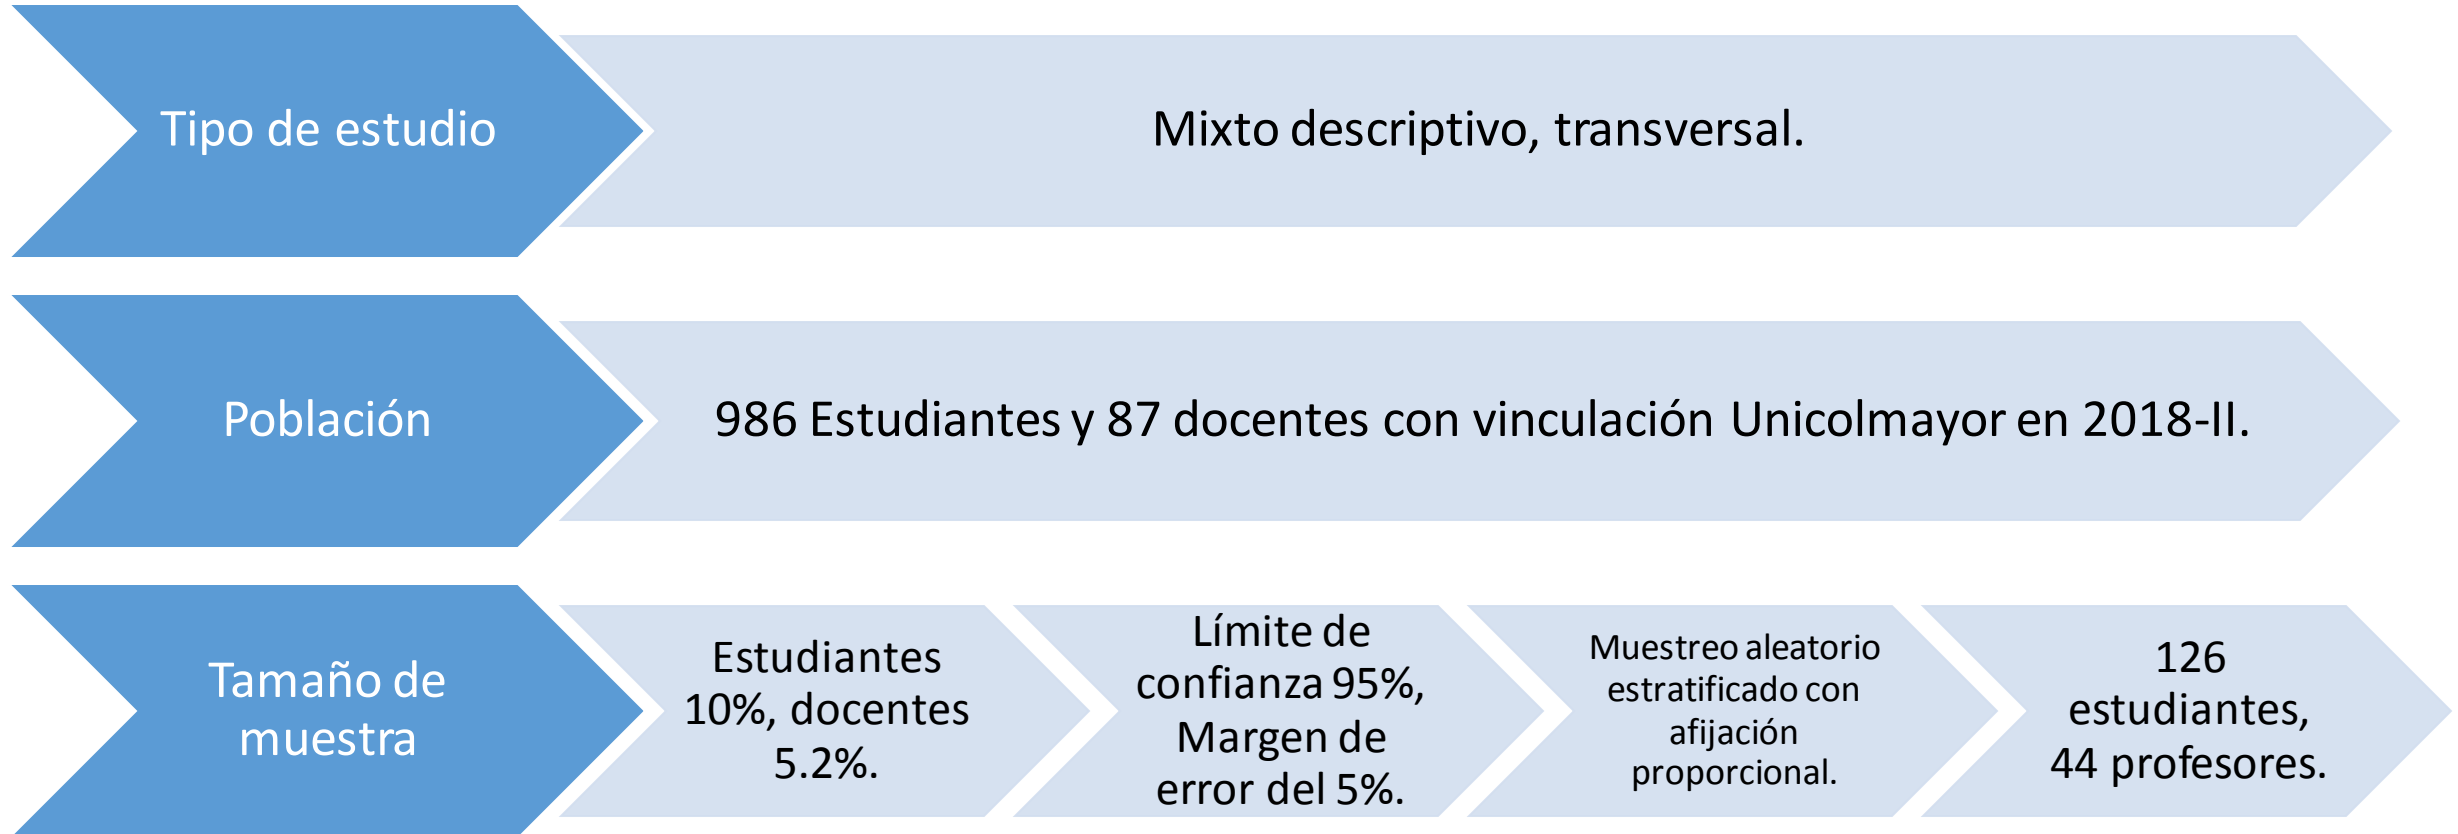 Tipo de estudio
Mixto descriptivo, transversal.
Población
986 Estudiantes y 87 docentes con vinculación Unicolmayor en 2018-II.
Tamaño de
muestra
Estudiantes
10%, docentes
5.2%.
Límite de
confianza 95%,
Margen de
error del 5%.
Muestreo aleatorio
estratificado con
afijación
proporcional.
126
estudiantes,
44 profesores.